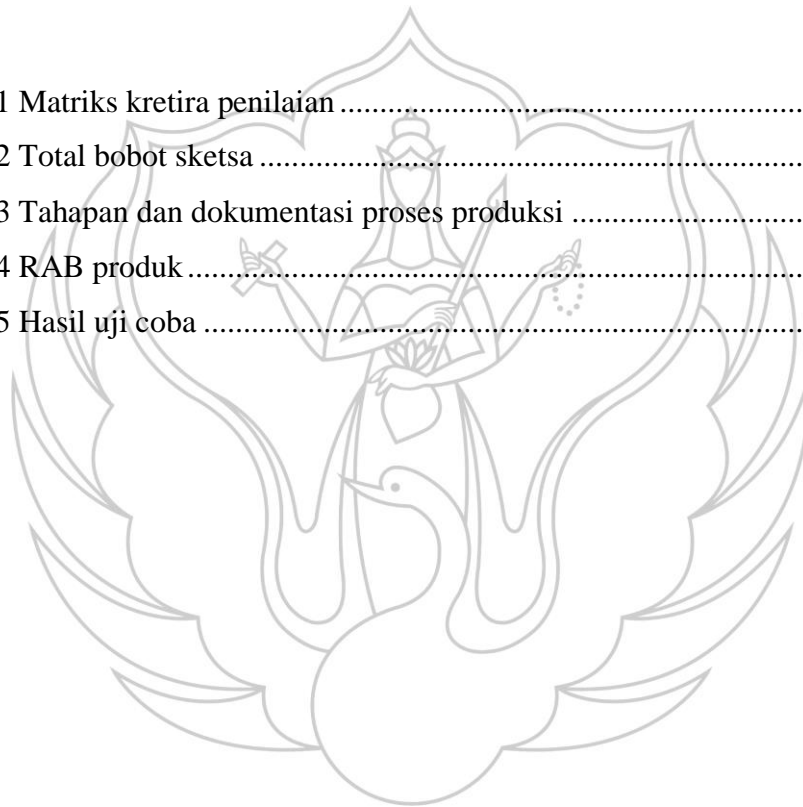 1 Matriks kretira penilaian ..........................................................
2 Total bobot sketsa ....................................................................
3 Tahapan dan dokumentasi proses produksi .............................
4 RAB produk .............................................................................
5 Hasil uji coba ...........................................................................